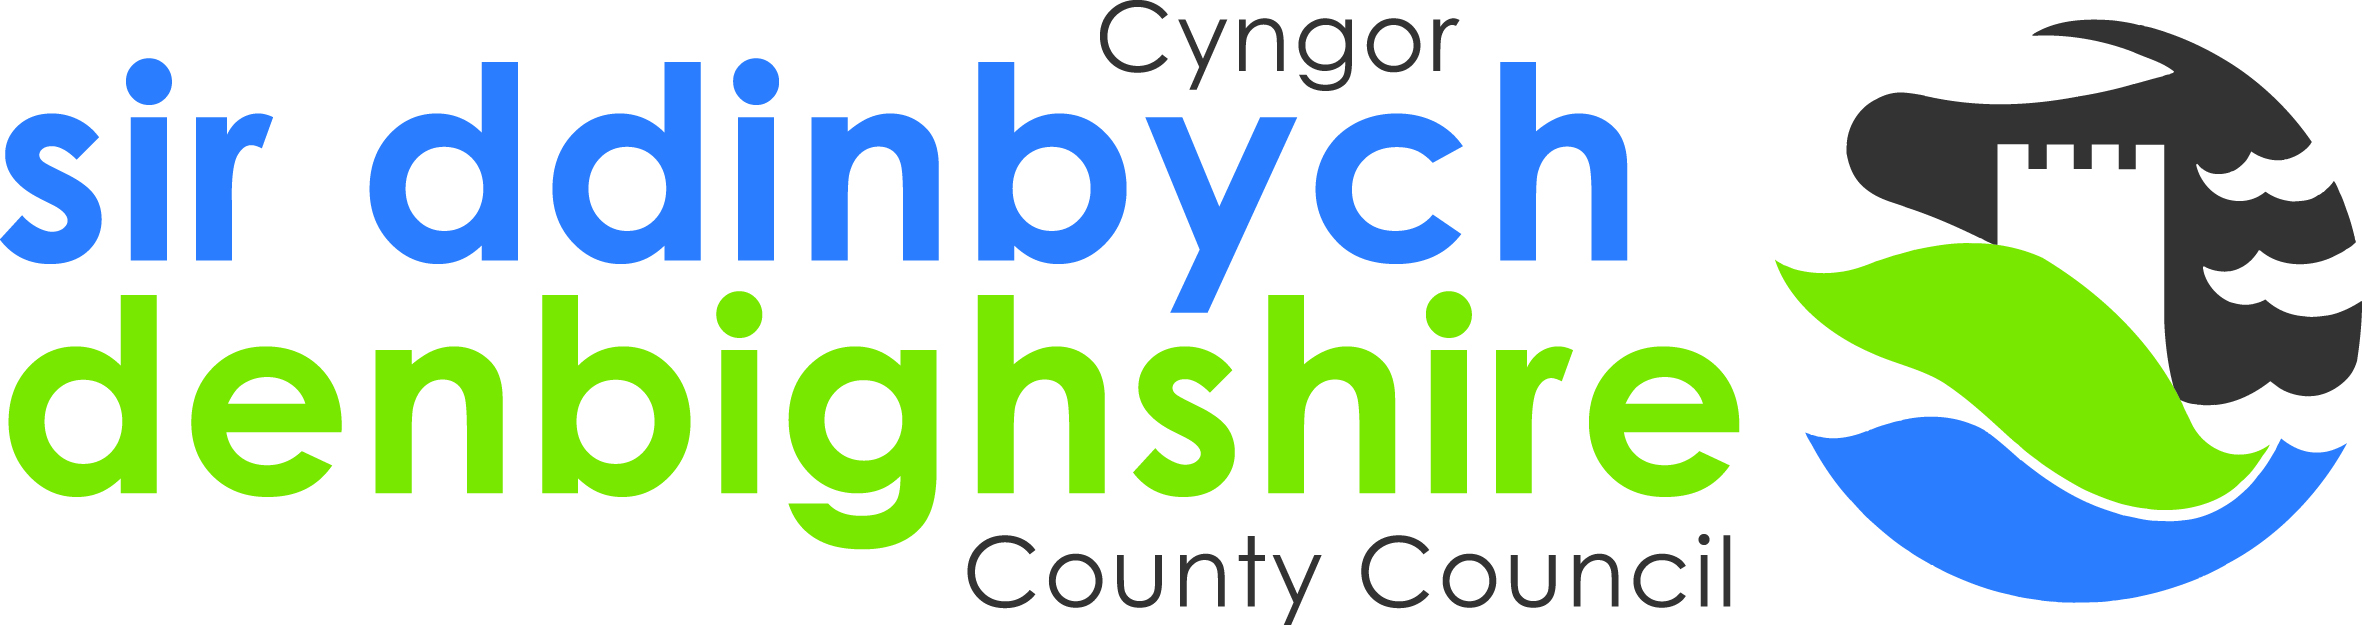 Cyngor
sir ddinbych
denbighshire
County Council